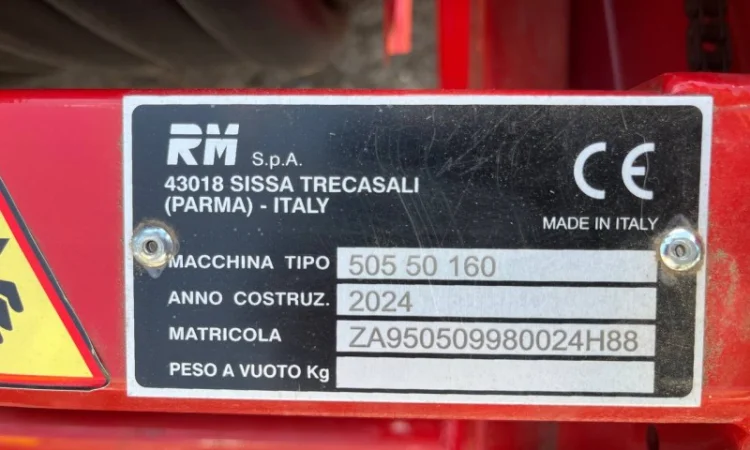 RM S.p.A.
43018 SISSA TRECASALI
(PARMA) - ITALY
CE
MADE IN ITALY
MACCHINA TIPO 505 50 160
ANNO COSTRUZ. 2024
MATRICOLA ZA950509980024H88
PESO A VUOTO Kg